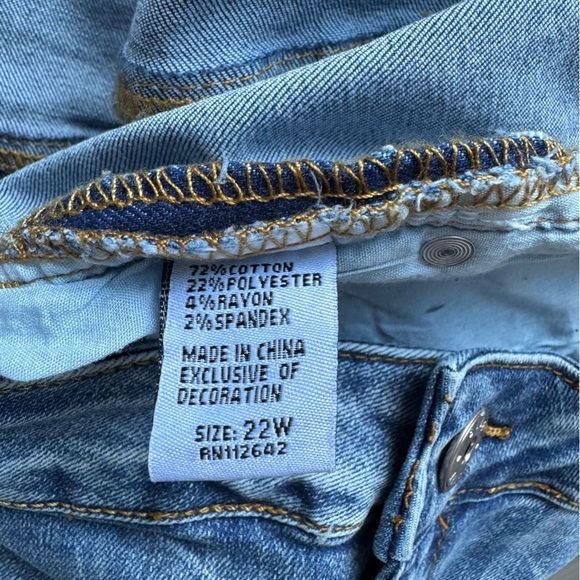 72% COTTON
22% POLYESTER
4% RAYON
2% SPANDEX
MADE IN CHINA
EXCLUSIVE OF
DECORATION
SIZE: 22W
RN112642